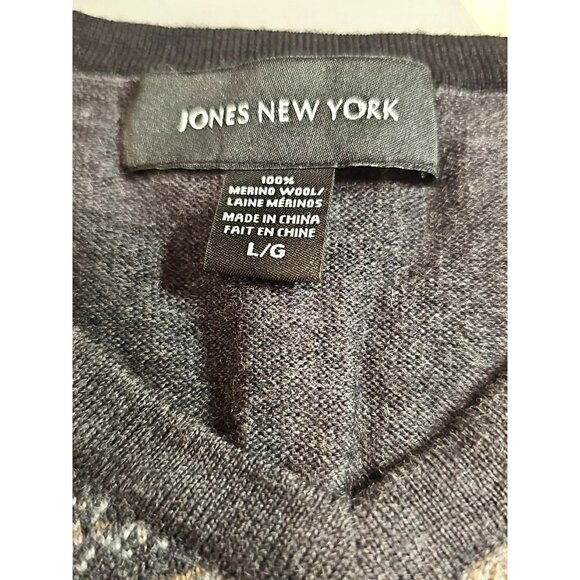 JONES NEW YORK
100%
MERINO WOOL/
LAINE MÉRINOS
MADE IN CHINA
FAIT EN CHINE
L/G